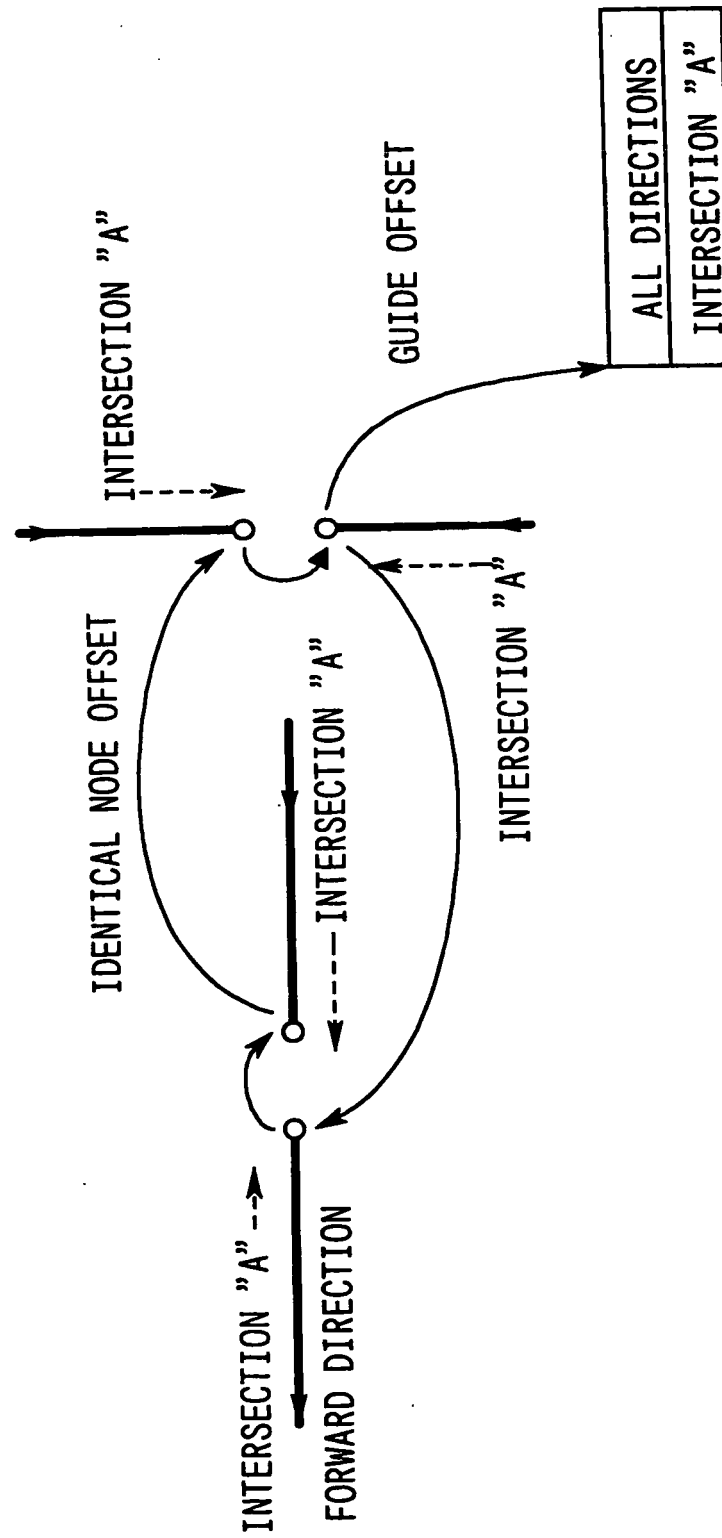 INTERSECTION "A"
FORWARD DIRECTION
IDENTICAL NODE OFFSET
INTERSECTION "A"
INTERSECTION "A"
INTERSECTION "A"
GUIDE OFFSET
ALL DIRECTIONS
INTERSECTION "A"